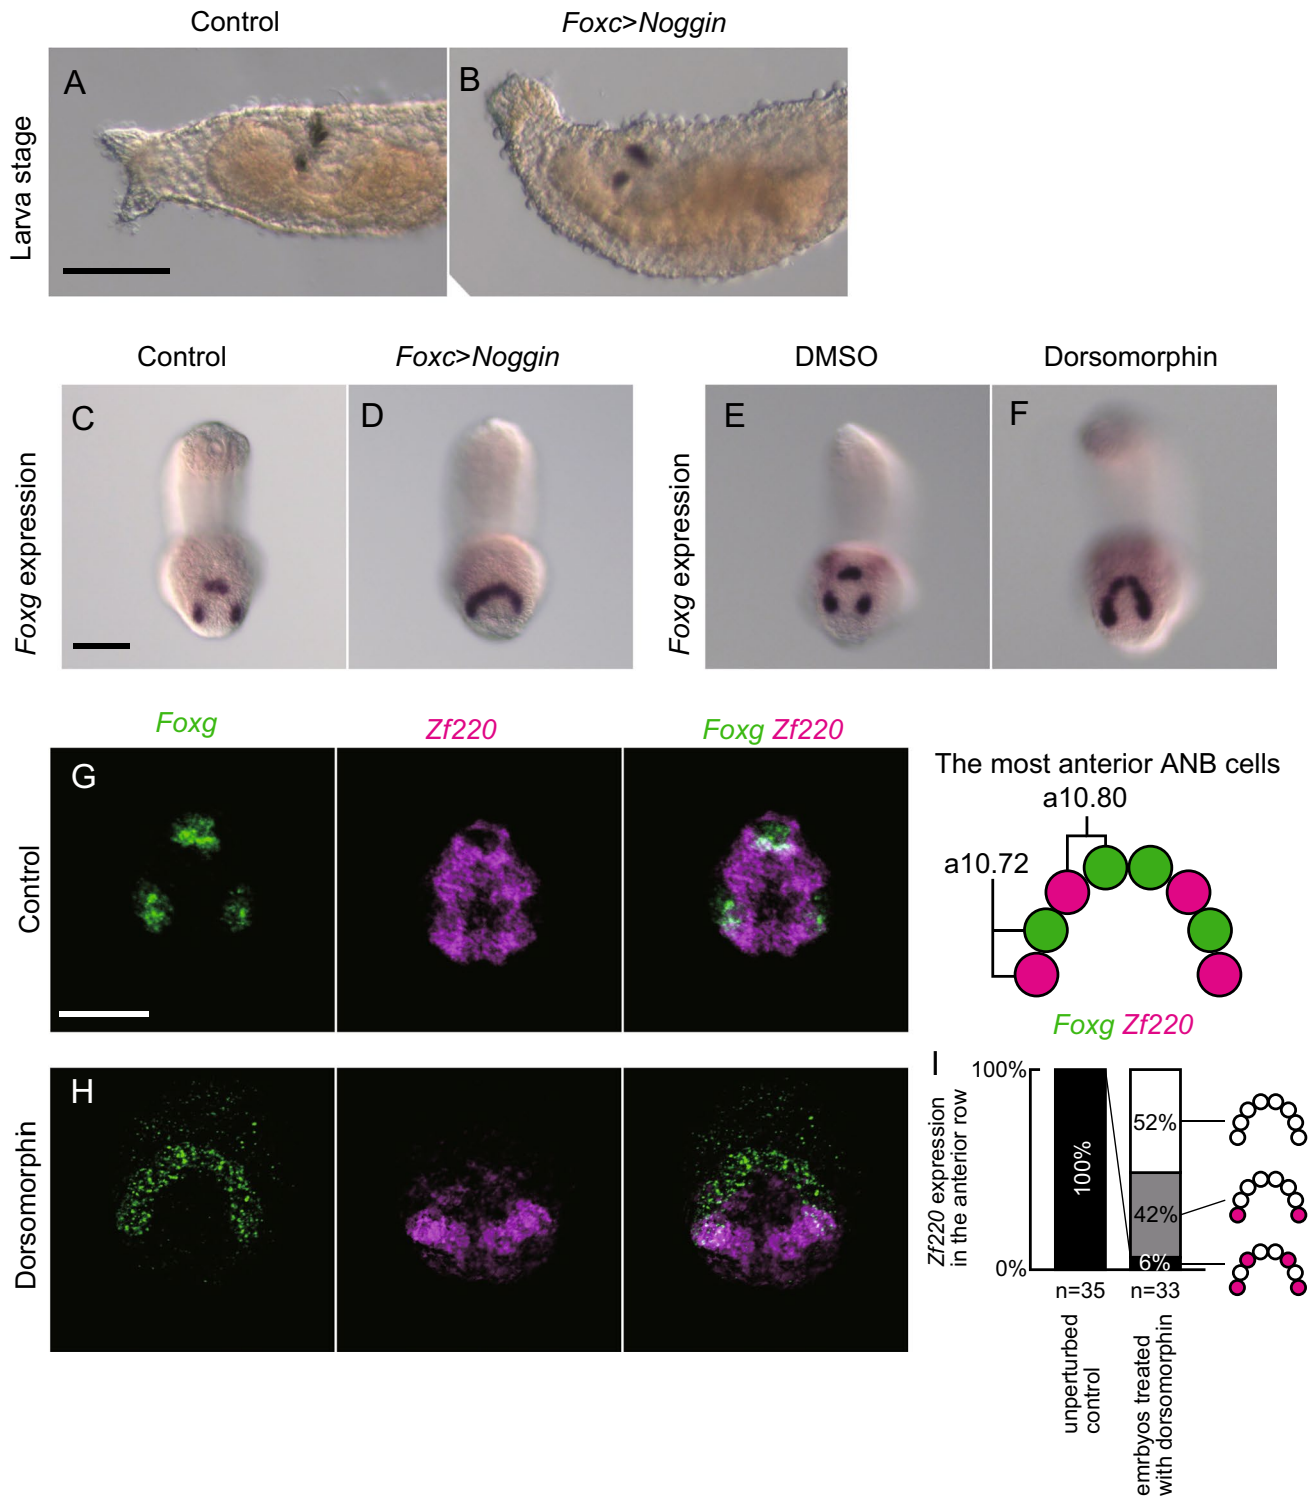 Control
Foxc>Noggin
A
B
Larva stage
Control
Foxc>Noggin
DMSO
Dorsomorphin
C
D
E
F
Foxg expression
Foxg expression
Foxg
Zf220
Foxg Zf220
G
Control
The most anterior ANB cells
a10.80
a10.72
Foxg Zf220
H
Dorsomorphin
I
Zf220 expression
in the anterior row
100%
0%
100%
52%
42%
6%
n=35
n=33
unperturbed
control
emrbyos treated
with dorsomorphin